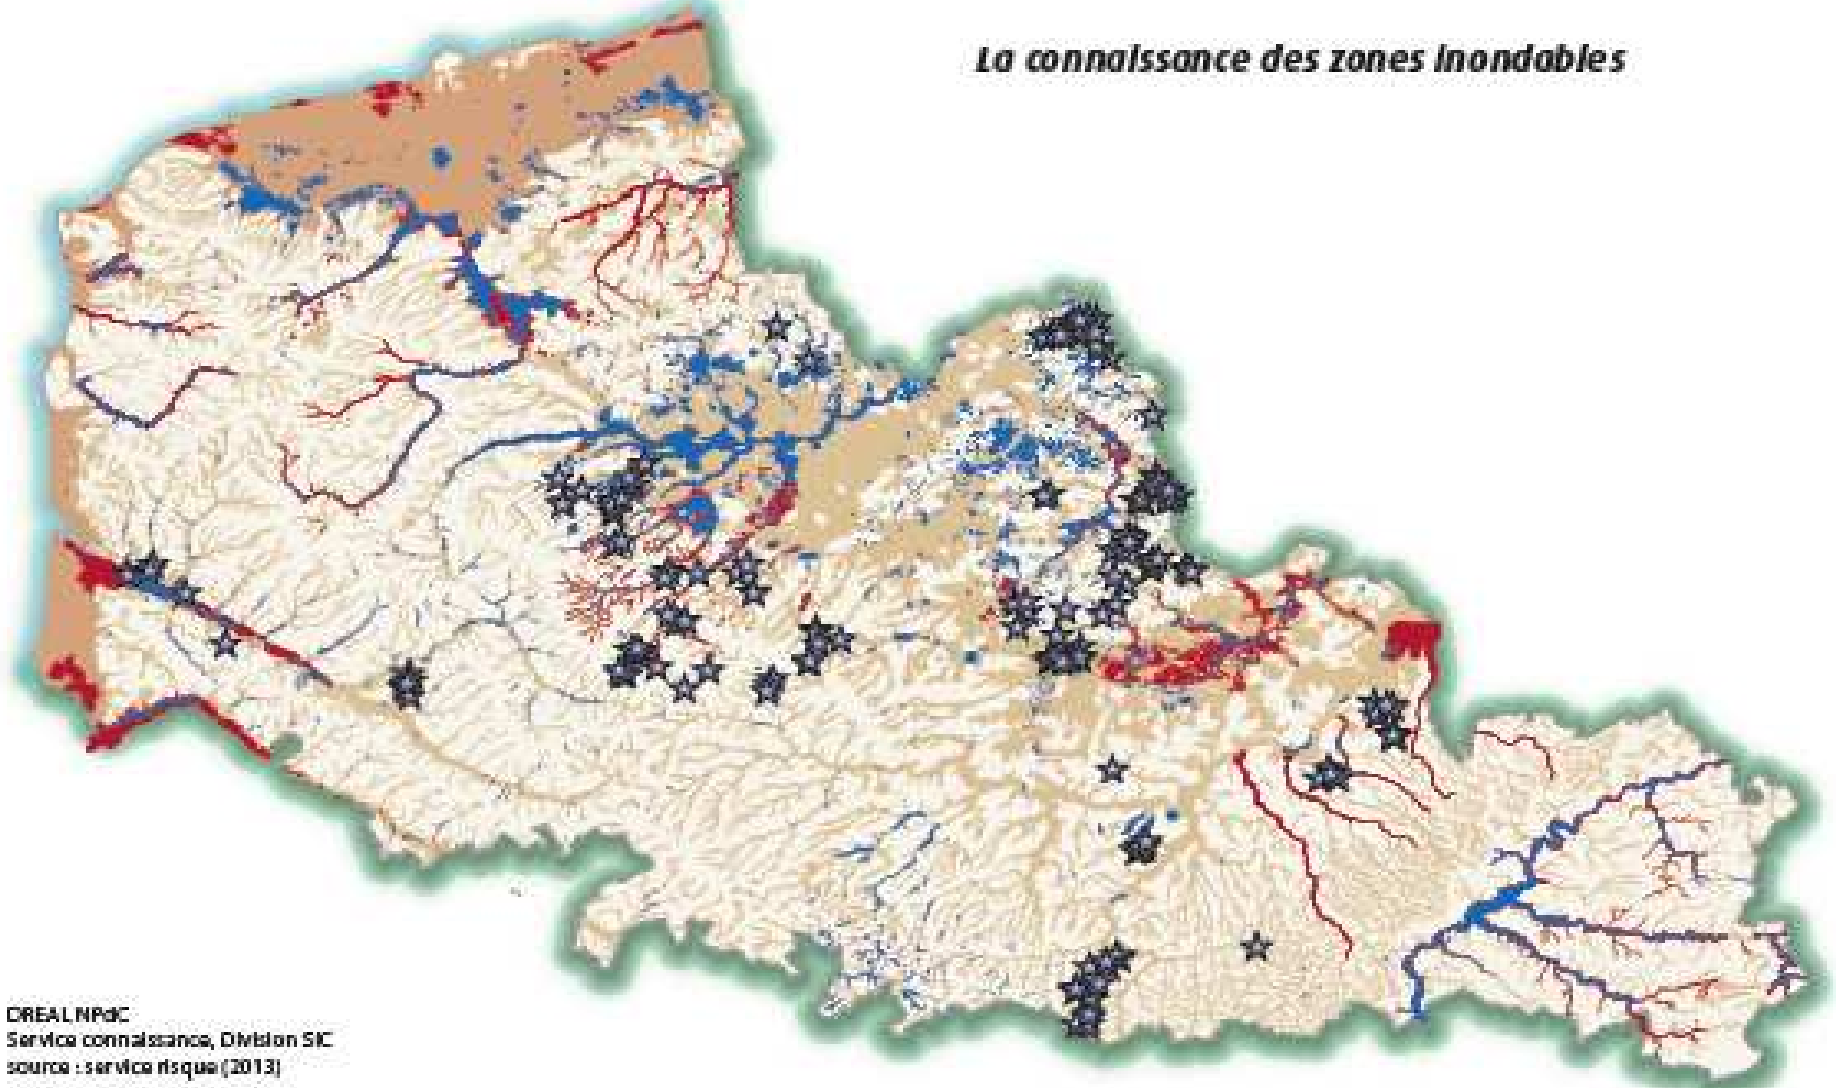 La connaissance des zones inondables
DREAL NPdC
Service connaissance, Division SIC
source : service risque (2013)